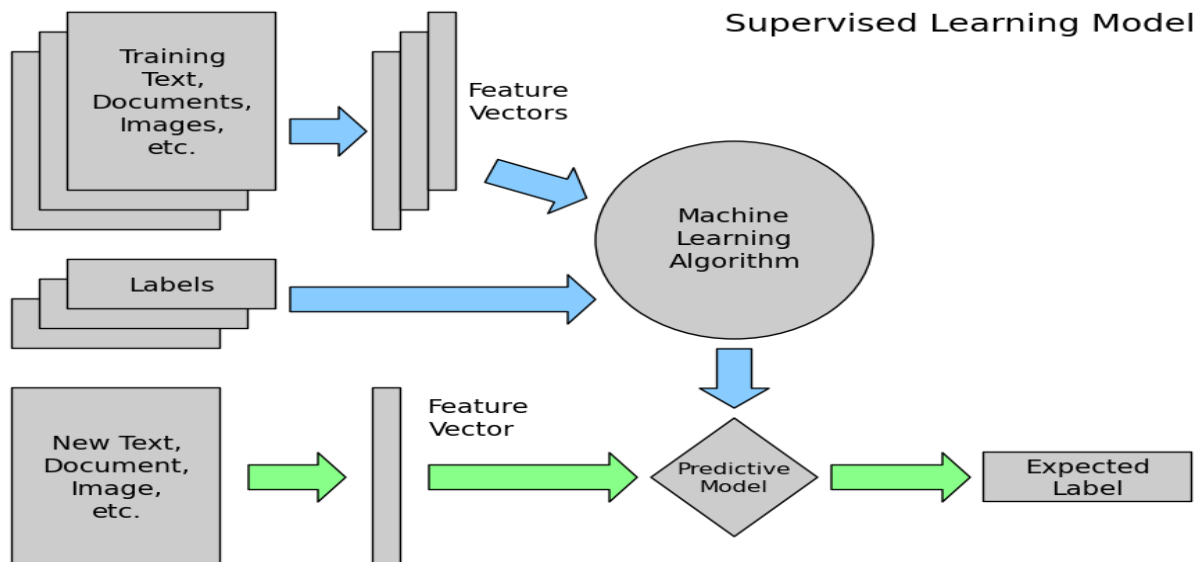 Supervised Learning Model
Training
Text,
Documents,
Images,
etc.
Feature
Vectors
Machine
Learning
Algorithm
Labels
New Text,
Document,
Image,
etc.
Feature
Vector
Predictive
Model
Expected
Label